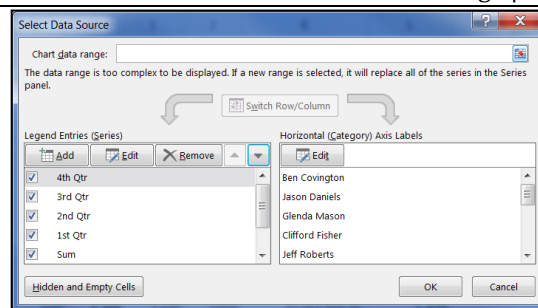 Select Data Source
Chart data range:
The data range is too complex to be displayed. If a new range is selected, it will replace all of the series in the Series
panel.
Switch Row/Column
Legend Entries (Series)
Horizontal (Category) Axis Labels
Add Edit Remove
Edit
4th Qtr
3rd Qtr
2nd Qtr
1st Qtr
Sum
Ben Covington
Jason Daniels
Glenda Mason
Clifford Fisher
Jeff Roberts
Hidden and Empty Cells
OK Cancel